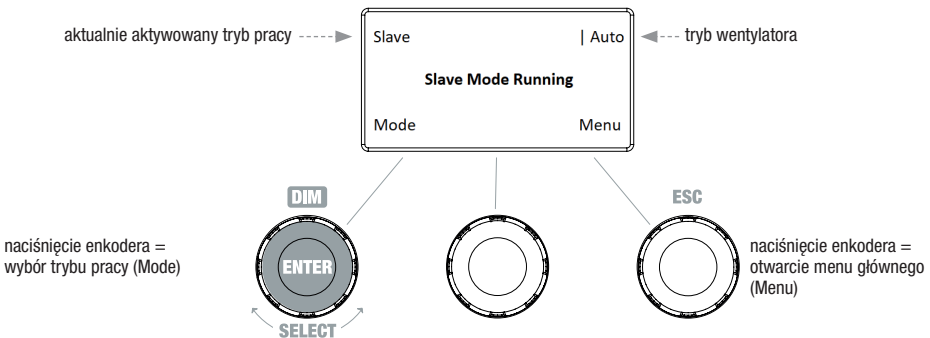 aktualnie aktywowany tryb pracy
Slave | Auto
tryb wentylatora
Slave Mode Running
Mode Menu
DIM
ESC
naciśnięcie enkodera =
wybór trybu pracy (Mode)
ENTER
SELECT
naciśnięcie enkodera =
otwarcie menu głównego
(Menu)